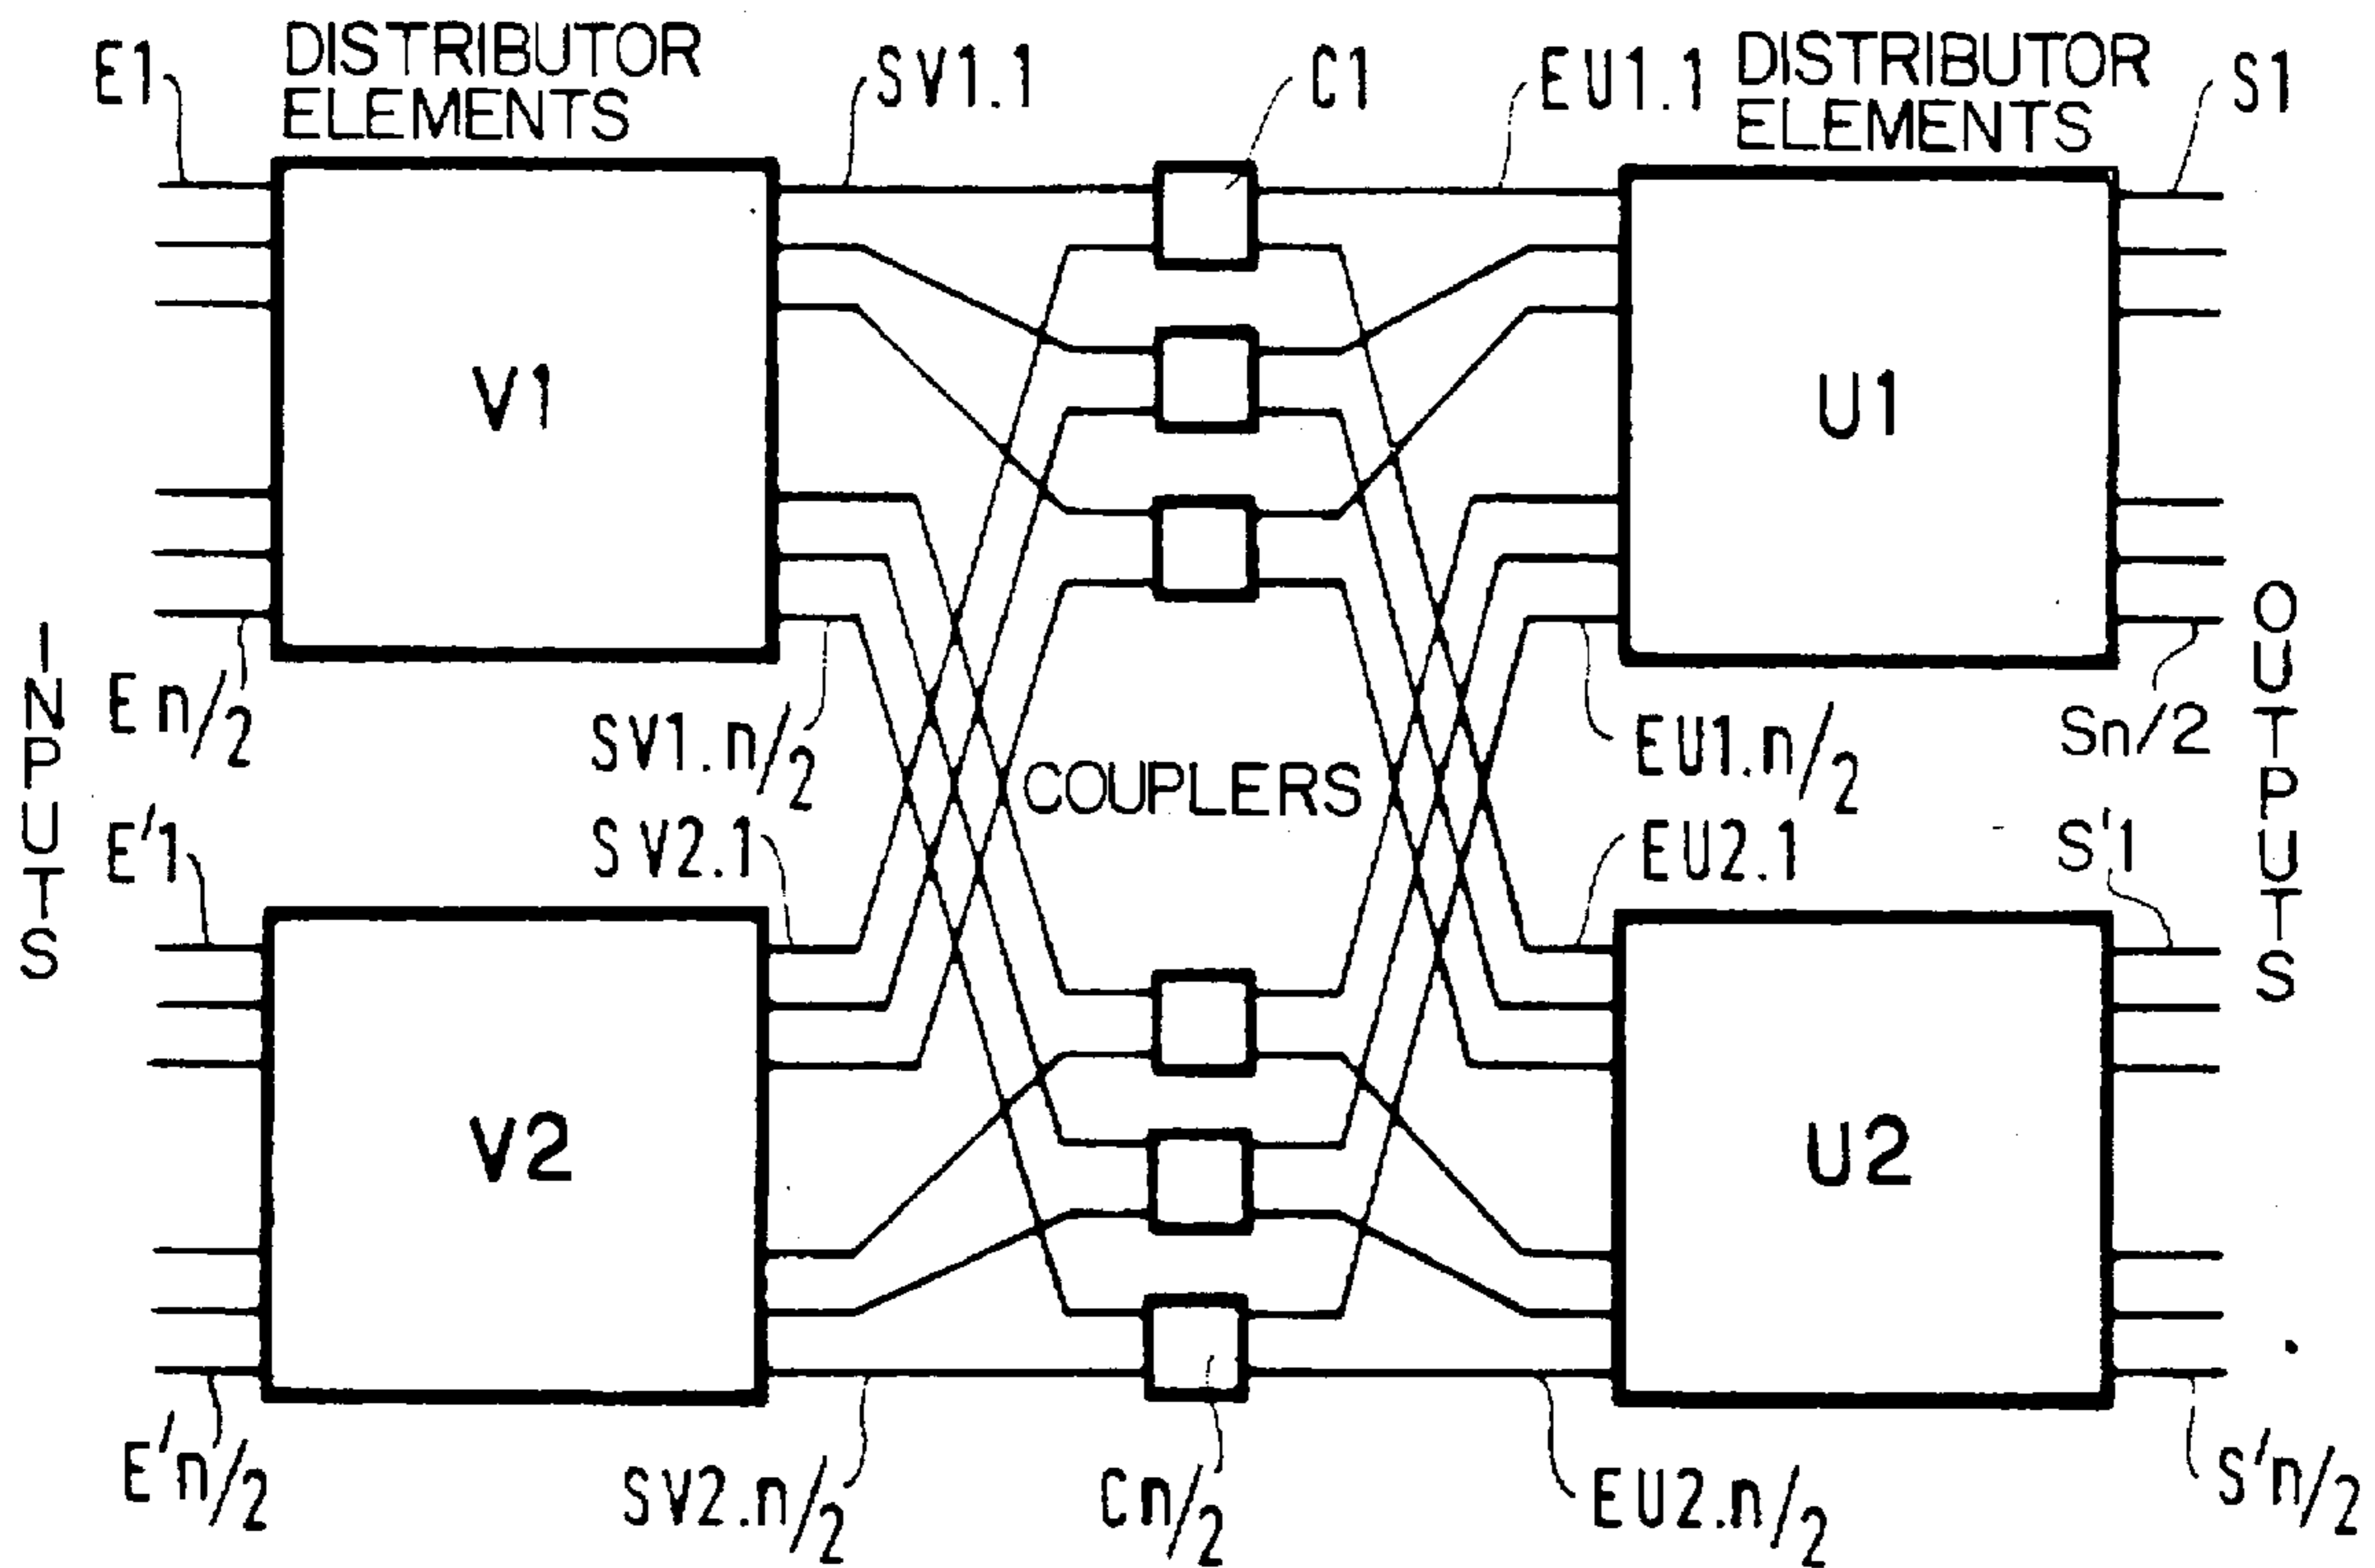 E1
DISTRIBUTOR
ELEMENTS
SV1.1
C1
EU1.1
DISTRIBUTOR
ELEMENTS
S1
V1
U1
INPUTS
OUTPUTS
En/2
SV1.n/2
EU1.n/2
Sn/2
COUPLERS
E'1
SV2.1
EU2.1
S'1
V2
U2
E'n/2
SV2.n/2
Cn/2
EU2.n/2
S'n/2